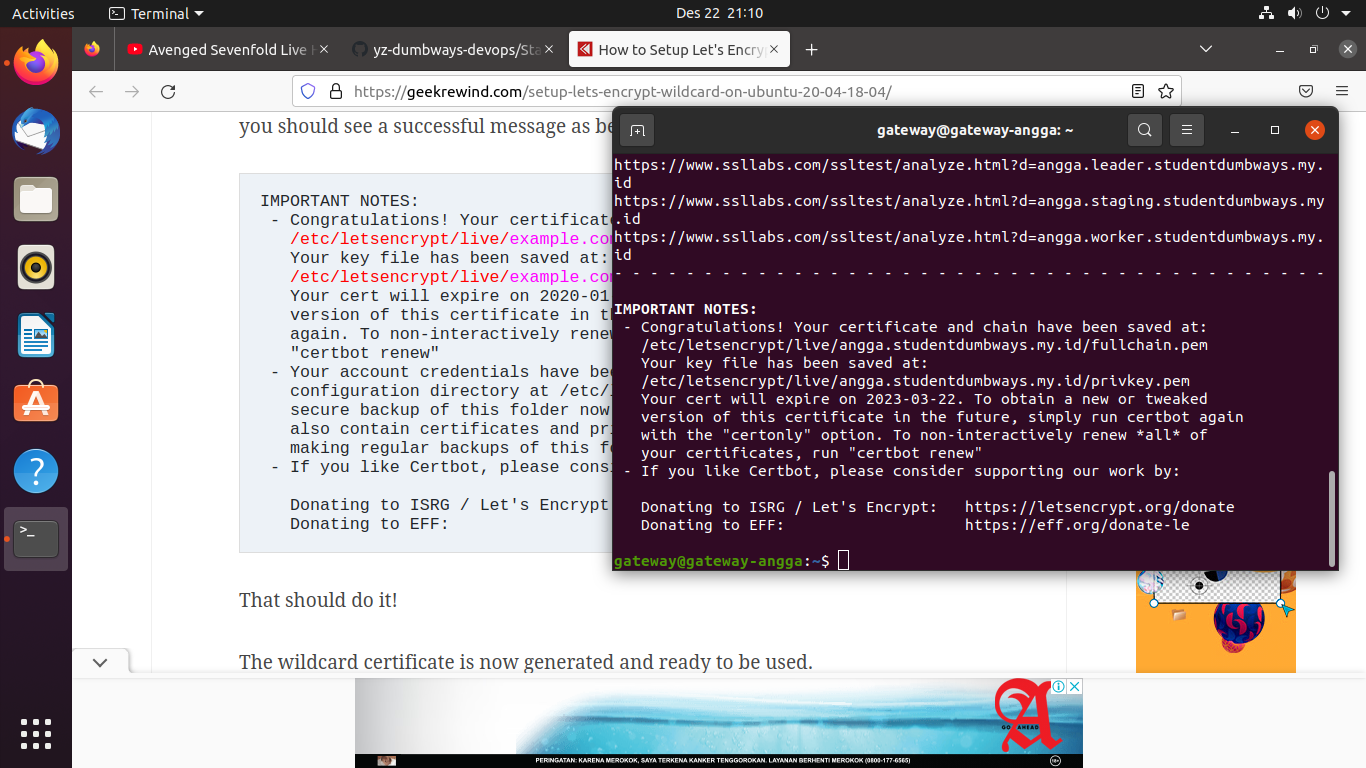 Activities
Terminal
Des 22 21:10
Avenged Sevenfold Live
yz-dumbways-devops/Sta
How to Setup Let's Encry
https://geekrewind.com/setup-lets-encrypt-wildcard-on-ubuntu-20-04-18-04/
you should see a successful message as be
IMPORTANT NOTES:
- Congratulations! Your certificat
/etc/letsencrypt/live/example.com
Your key file has been saved at:
/etc/letsencrypt/live/example.com
Your cert will expire on 2020-01
version of this certificate in th
again. To non-interactively renew
"certbot renew"
- Your account credentials have bee
configuration directory at /etc/l
secure backup of this folder now
also contain certificates and pri
making regular backups of this fo
- If you like Certbot, please consi
Donating to ISRG / Let's Encrypt:
Donating to EFF:
That should do it!
The wildcard certificate is now generated and ready to be used.
gateway@gateway-angga: ~
https://www.ssllabs.com/ssltest/analyze.html?d=angga.leader.studentdumbways.my.
id
https://www.ssllabs.com/ssltest/analyze.html?d=angga.staging.studentdumbways.my
.id
https://www.ssllabs.com/ssltest/analyze.html?d=angga.worker.studentdumbways.my.
id
- - - - - - - - - - - - - - - - - - - - - - - - - - - - - - - - - - - - - - - -
IMPORTANT NOTES:
- Congratulations! Your certificate and chain have been saved at:
/etc/letsencrypt/live/angga.studentdumbways.my.id/fullchain.pem
Your key file has been saved at:
/etc/letsencrypt/live/angga.studentdumbways.my.id/privkey.pem
Your cert will expire on 2023-03-22. To obtain a new or tweaked
version of this certificate in the future, simply run certbot again
with the "certonly" option. To non-interactively renew *all* of
your certificates, run "certbot renew"
- If you like Certbot, please consider supporting our work by:
Donating to ISRG / Let's Encrypt: https://letsencrypt.org/donate
Donating to EFF: https://eff.org/donate-le
gateway@gateway-angga:~$
A
GO AHEAD
PERINGATAN: KARENA MEROKOK, SAYA TERKENA KANKER TENGGOROKAN. LAYANAN BERHENTI MEROKOK (0800-177-6565)
18+